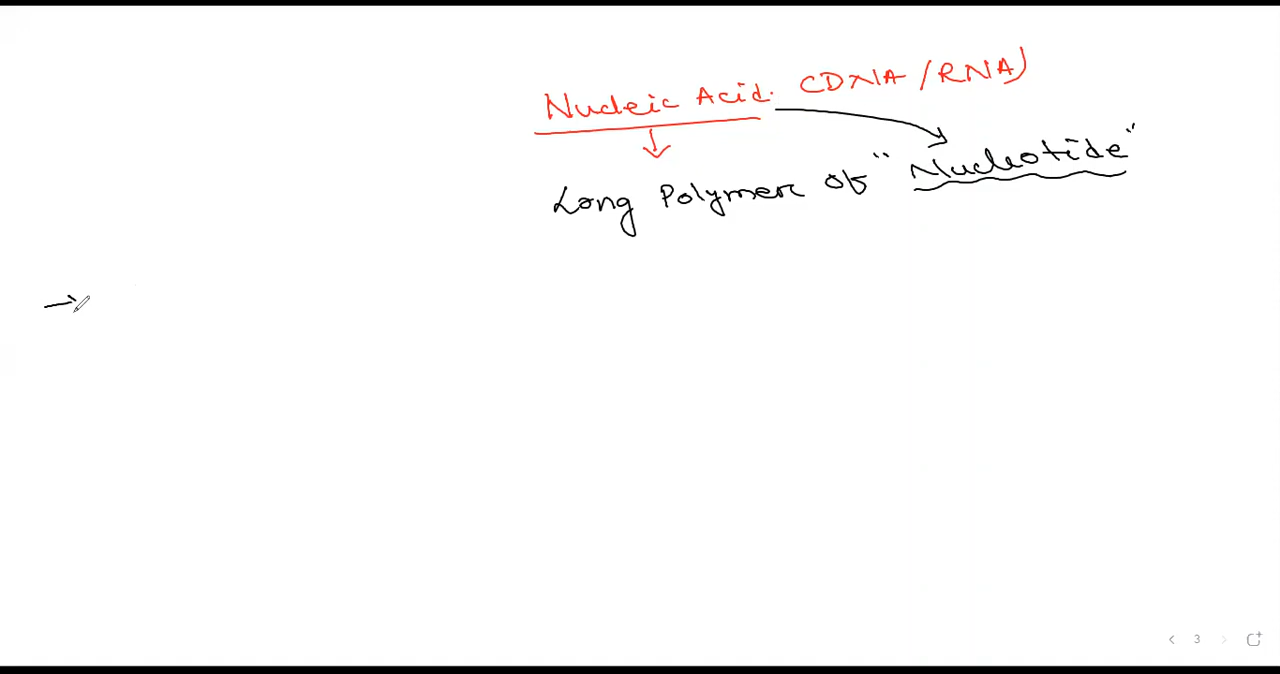 Nucleic Acid. (DNA/RNA)
Long Polymer of "Nucleotide"
3